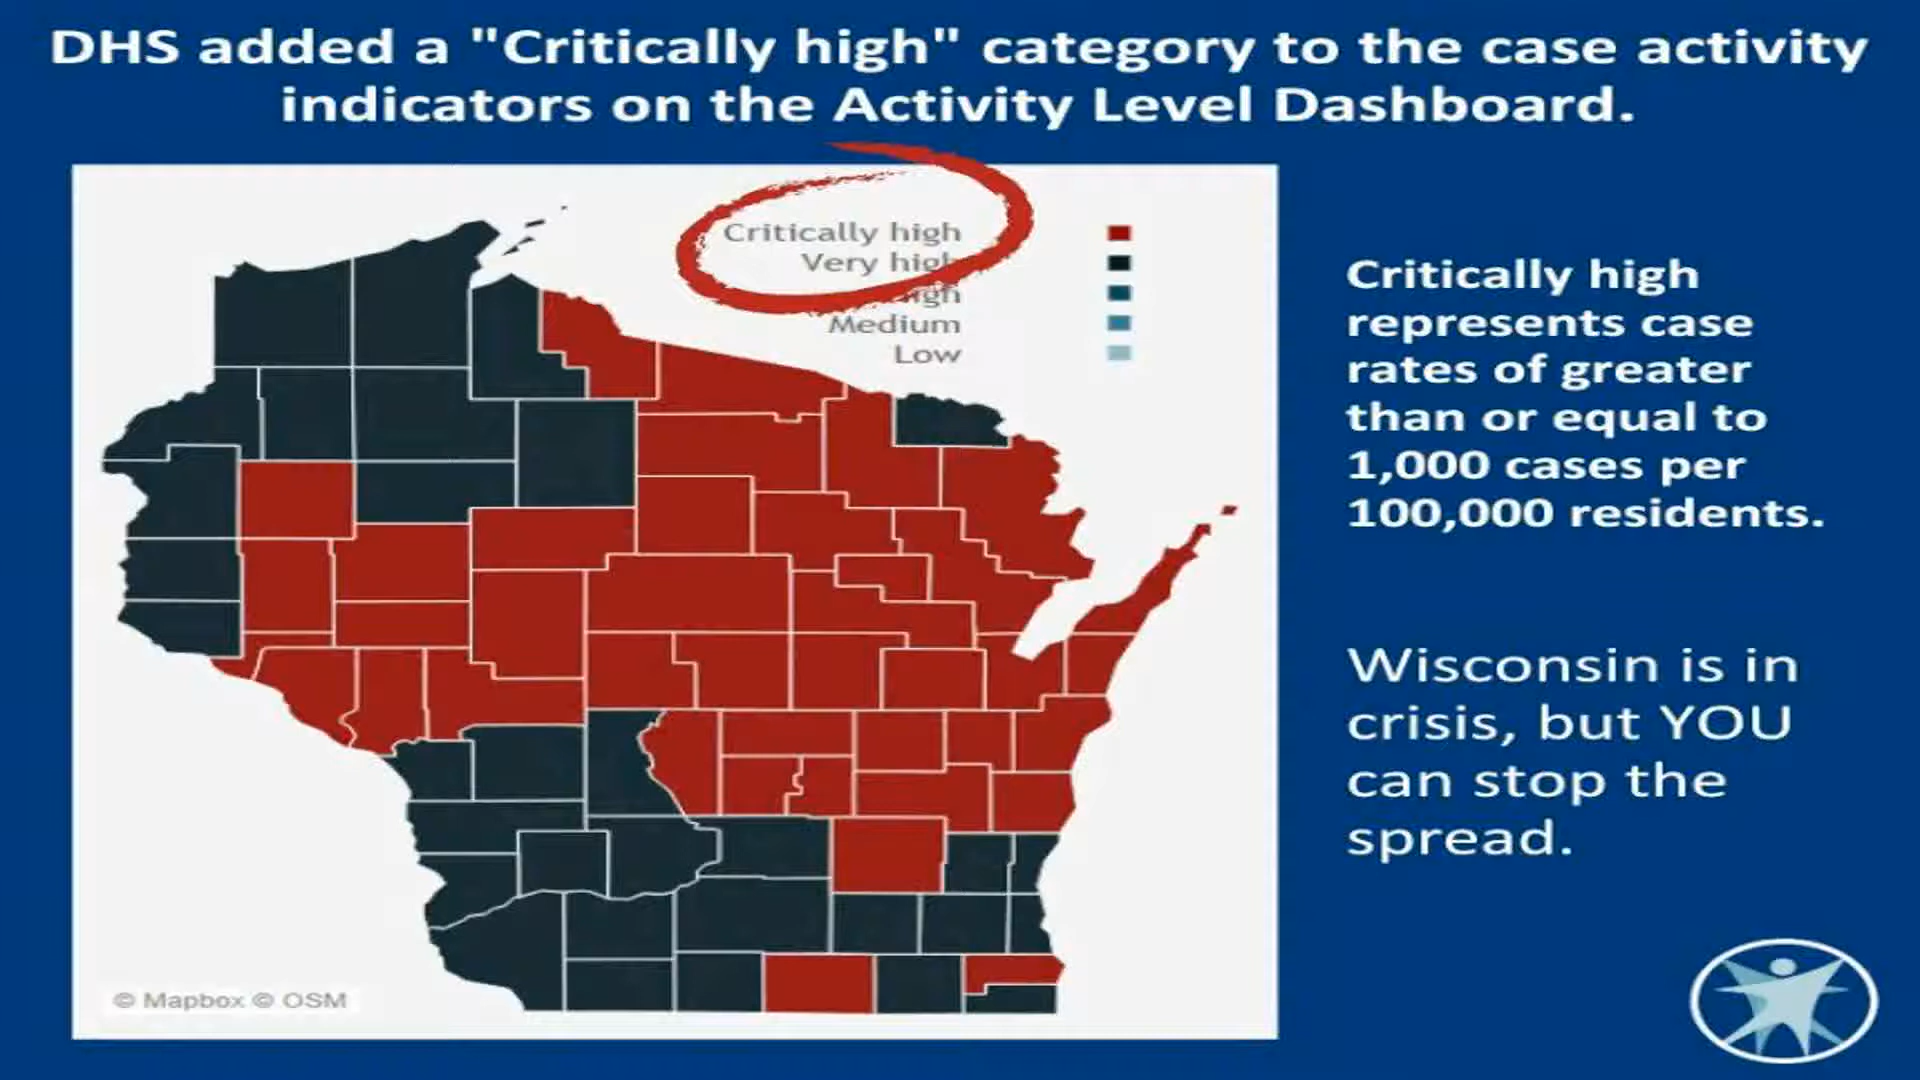 DHS added a "Critically high" category to the case activity
indicators on the Activity Level Dashboard.
Critically high
Very high
Medium
Low
Critically high
represents case
rates of greater
than or equal to
1,000 cases per
100,000 residents.
Wisconsin is in
crisis, but YOU
can stop the
spread.
© Mapbox © OSM